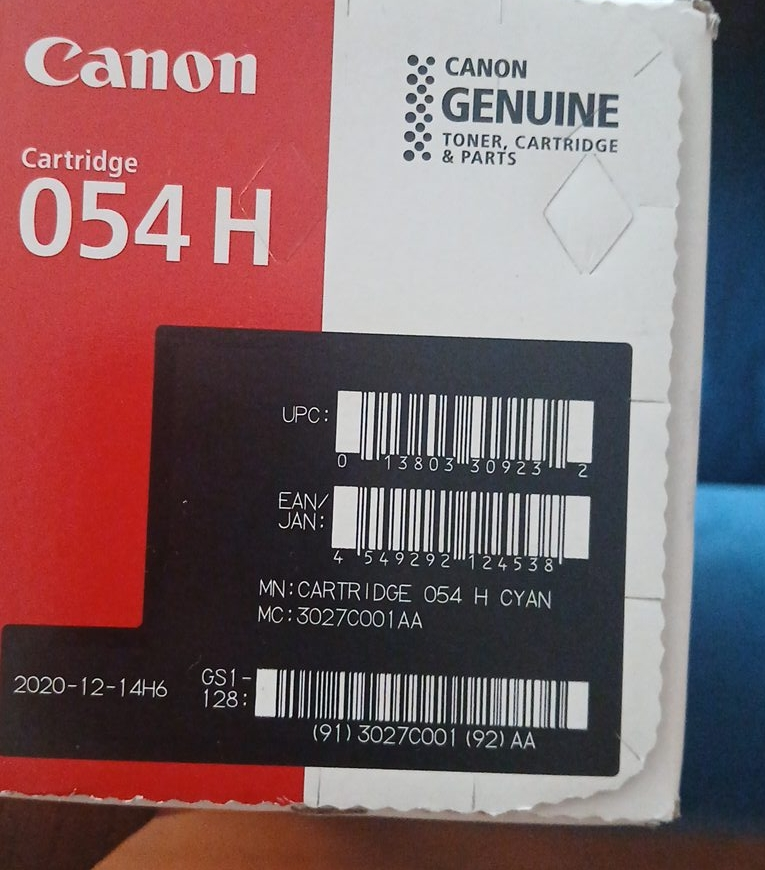 Canon
Cartridge
054 H
CANON
GENUINE
TONER, CARTRIDGE
& PARTS
UPC:
0 13803 30923 2
EAN/
JAN:
4 549292 124538
MN:CARTRIDGE 054 H CYAN
MC:3027C001AA
2020-12-14H6
GS1-
128:
(91)3027C001(92)AA